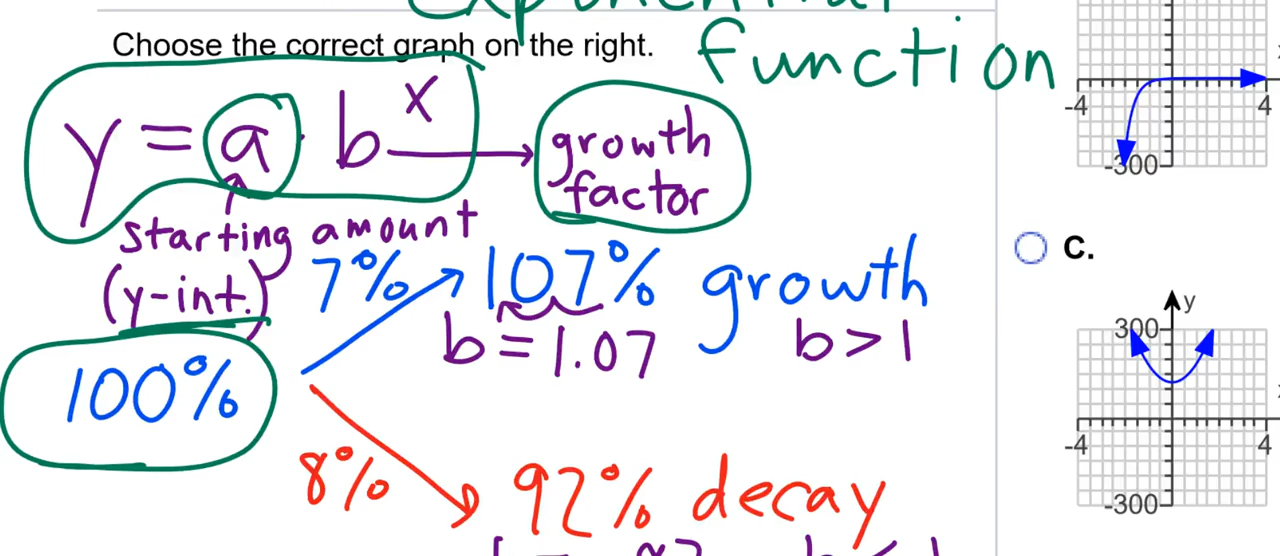 exponential
function
Choose the correct graph on the right.
y = a · b^x
growth
factor
starting amount
(y-int.)
7% 107% growth
b = 1.07 b > 1
100%
8% 92% decay
-4 4
-300
C.
y
300
-4 4
-300